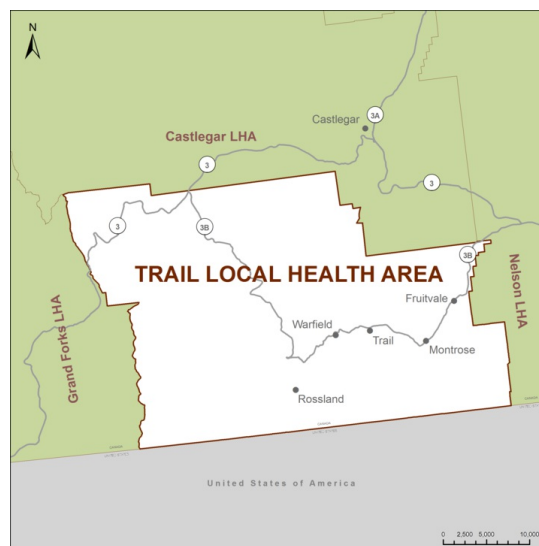 N
3A
Castlegar
Castlegar LHA
3
3
3
3B
3B
TRAIL LOCAL HEALTH AREA
Nelson LHA
Grand Forks LHA
Fruitvale
Warfield
Trail
Montrose
Rossland
United States of America
0 2,500 5,000 10,000